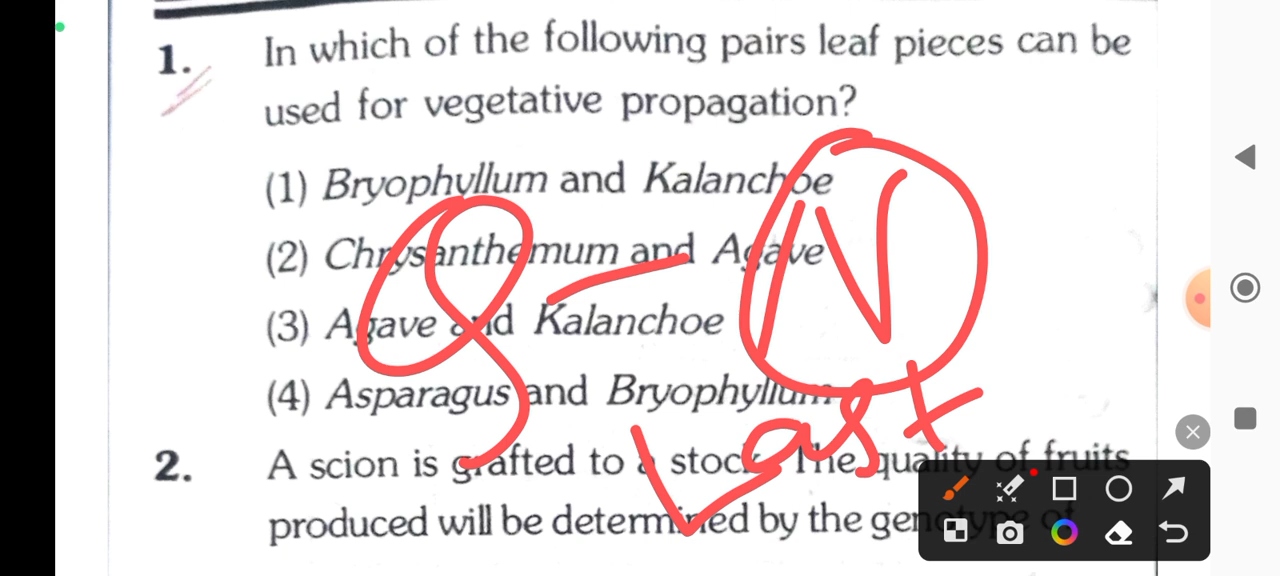 1. In which of the following pairs leaf pieces can be
used for vegetative propagation?
(1) Bryophyllum and Kalanchoe
(2) Chrysanthemum and Agave
N
(3) Agave and Kalanchoe
(4) Asparagus and Bryophyllum
Last
2. A scion is grafted to a stock. The quality of fruits
produced will be determined by the genotype of